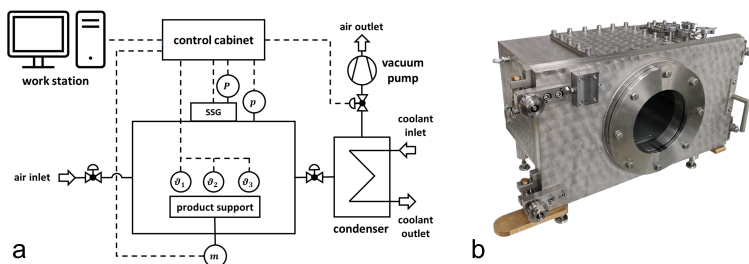 work station
control cabinet
air outlet
vacuum
pump
P
p
SSG
coolant
inlet
air inlet
ϑ1
ϑ2
ϑ3
product support
condenser
coolant
outlet
m
a
b